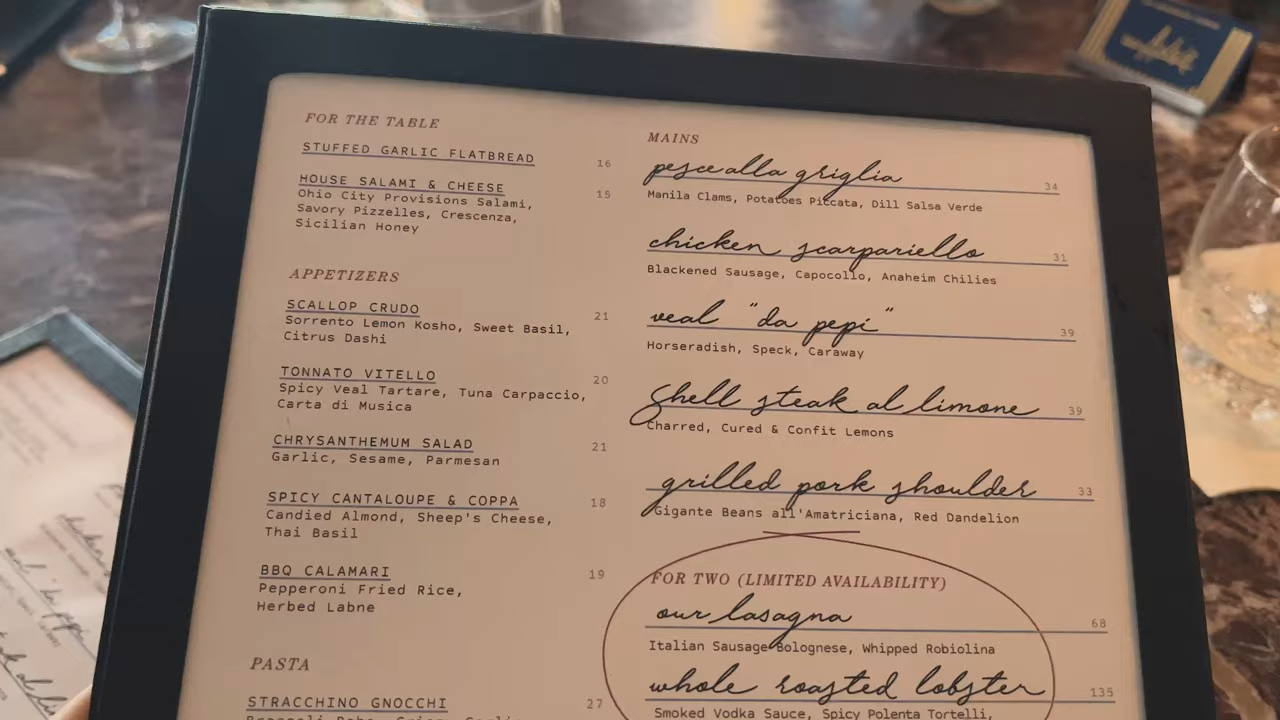 FOR THE TABLE
STUFFED GARLIC FLATBREAD 16
HOUSE SALAMI & CHEESE 15
Ohio City Provisions Salami,
Savory Pizzelles, Crescenza,
Sicilian Honey
APPETIZERS
SCALLOP CRUDO 21
Sorrento Lemon Kosho, Sweet Basil,
Citrus Dashi
TONNATO VITELLO 20
Spicy Veal Tartare, Tuna Carpaccio,
Carta di Musica
CHRYSANTHEMUM SALAD 21
Garlic, Sesame, Parmesan
SPICY CANTALOUPE & COPPA 18
Candied Almond, Sheep's Cheese,
Thai Basil
BBQ CALAMARI 19
Pepperoni Fried Rice,
Herbed Labne
PASTA
STRACCHINO GNOCCHI 27
MAINS
pesce alla griglia 34
Manila Clams, Potatoes Piccata, Dill Salsa Verde
chicken scarpariello 31
Blackened Sausage, Capocollo, Anaheim Chilies
veal "da pepi" 39
Horseradish, Speck, Caraway
Shell steak al limone 39
Charred, Cured & Confit Lemons
grilled pork shoulder 33
Gigante Beans all'Amatriciana, Red Dandelion
FOR TWO (LIMITED AVAILABILITY)
our lasagna 68
Italian Sausage Bolognese, Whipped Robiolina
whole roasted lobster 135
Smoked Vodka Sauce, Spicy Polenta Tortelli,